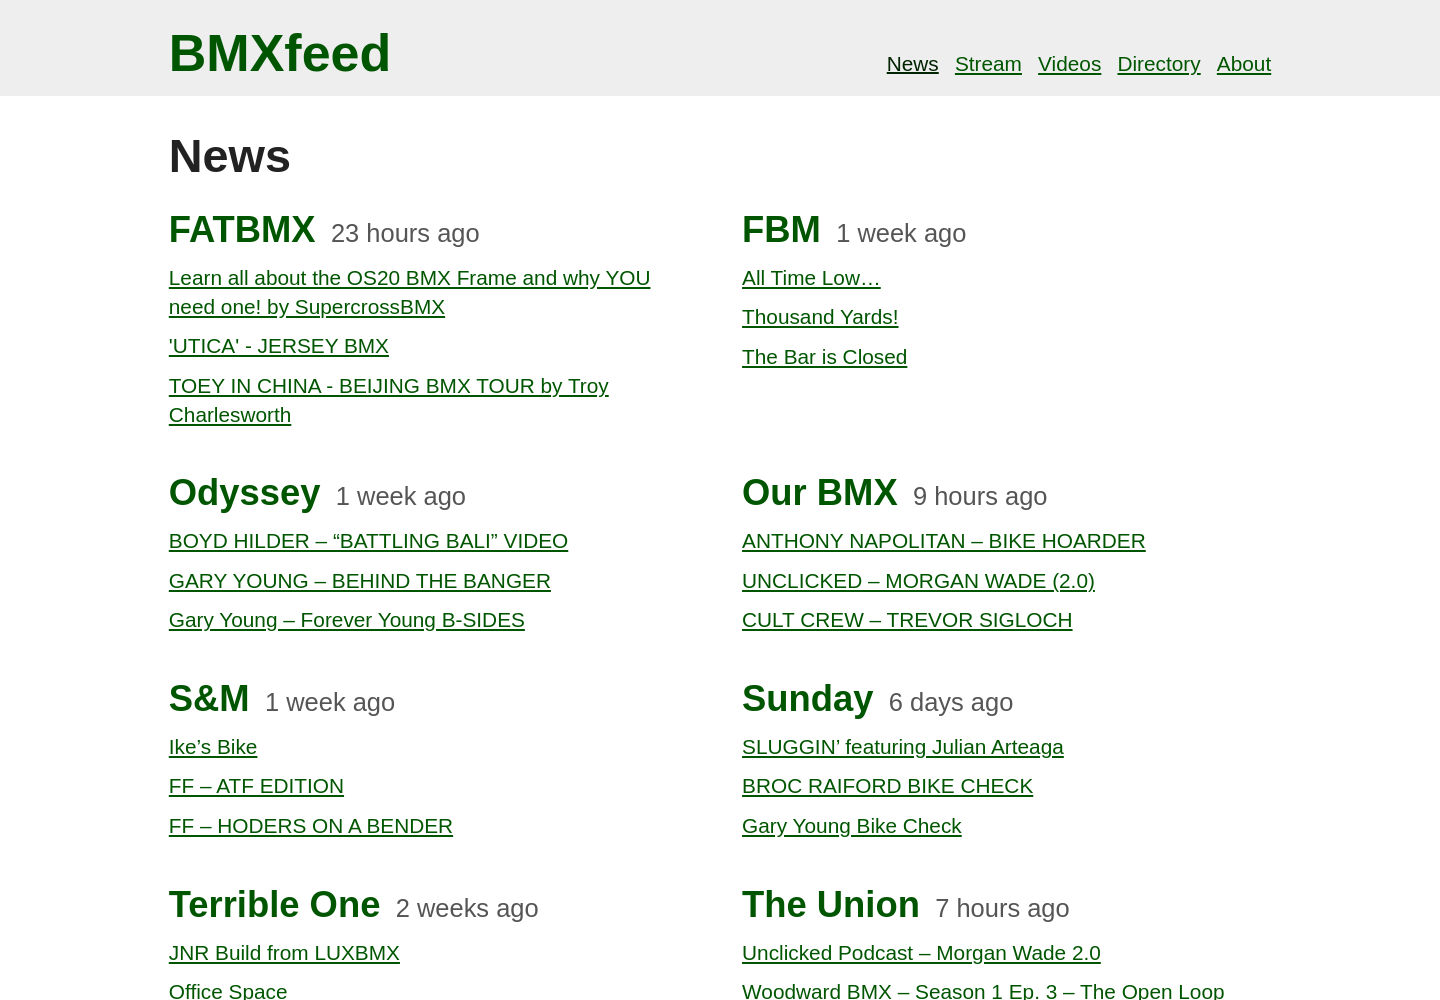 BMXfeed
News Stream Videos Directory About
News
FATBMX 23 hours ago
Learn all about the OS20 BMX Frame and why YOU
need one! by SupercrossBMX
'UTICA' - JERSEY BMX
TOEY IN CHINA - BEIJING BMX TOUR by Troy
Charlesworth
FBM 1 week ago
All Time Low…
Thousand Yards!
The Bar is Closed
Odyssey 1 week ago
BOYD HILDER – “BATTLING BALI” VIDEO
GARY YOUNG – BEHIND THE BANGER
Gary Young – Forever Young B-SIDES
Our BMX 9 hours ago
ANTHONY NAPOLITAN – BIKE HOARDER
UNCLICKED – MORGAN WADE (2.0)
CULT CREW – TREVOR SIGLOCH
S&M 1 week ago
Ike’s Bike
FF – ATF EDITION
FF – HODERS ON A BENDER
Sunday 6 days ago
SLUGGIN’ featuring Julian Arteaga
BROC RAIFORD BIKE CHECK
Gary Young Bike Check
Terrible One 2 weeks ago
JNR Build from LUXBMX
Office Space
The Union 7 hours ago
Unclicked Podcast – Morgan Wade 2.0
Woodward BMX – Season 1 Ep. 3 – The Open Loop